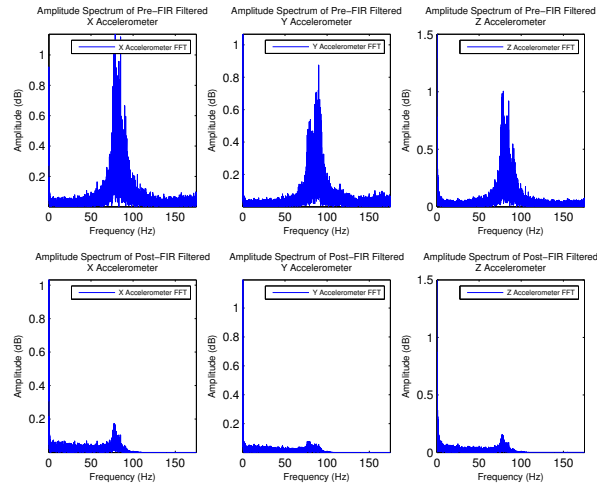 Amplitude Spectrum of Pre-FIR Filtered
X Accelerometer
X Accelerometer FFT
1
0.8
0.6
0.4
0.2
Amplitude (dB)
0 50 100 150
Frequency (Hz)
Amplitude Spectrum of Pre-FIR Filtered
Y Accelerometer
Y Accelerometer FFT
1
0.8
0.6
0.4
0.2
Amplitude (dB)
0 50 100 150
Frequency (Hz)
Amplitude Spectrum of Pre-FIR Filtered
Z Accelerometer
Z Accelerometer FFT
1.5
1
0.5
0
Amplitude (dB)
0 50 100 150
Frequency (Hz)
Amplitude Spectrum of Post-FIR Filtered
X Accelerometer
X Accelerometer FFT
1
0.8
0.6
0.4
0.2
Amplitude (dB)
0 50 100 150
Frequency (Hz)
Amplitude Spectrum of Post-FIR Filtered
Y Accelerometer
Y Accelerometer FFT
1
0.8
0.6
0.4
0.2
Amplitude (dB)
0 50 100 150
Frequency (Hz)
Amplitude Spectrum of Post-FIR Filtered
Z Accelerometer
Z Accelerometer FFT
1.5
1
0.5
0
Amplitude (dB)
0 50 100 150
Frequency (Hz)